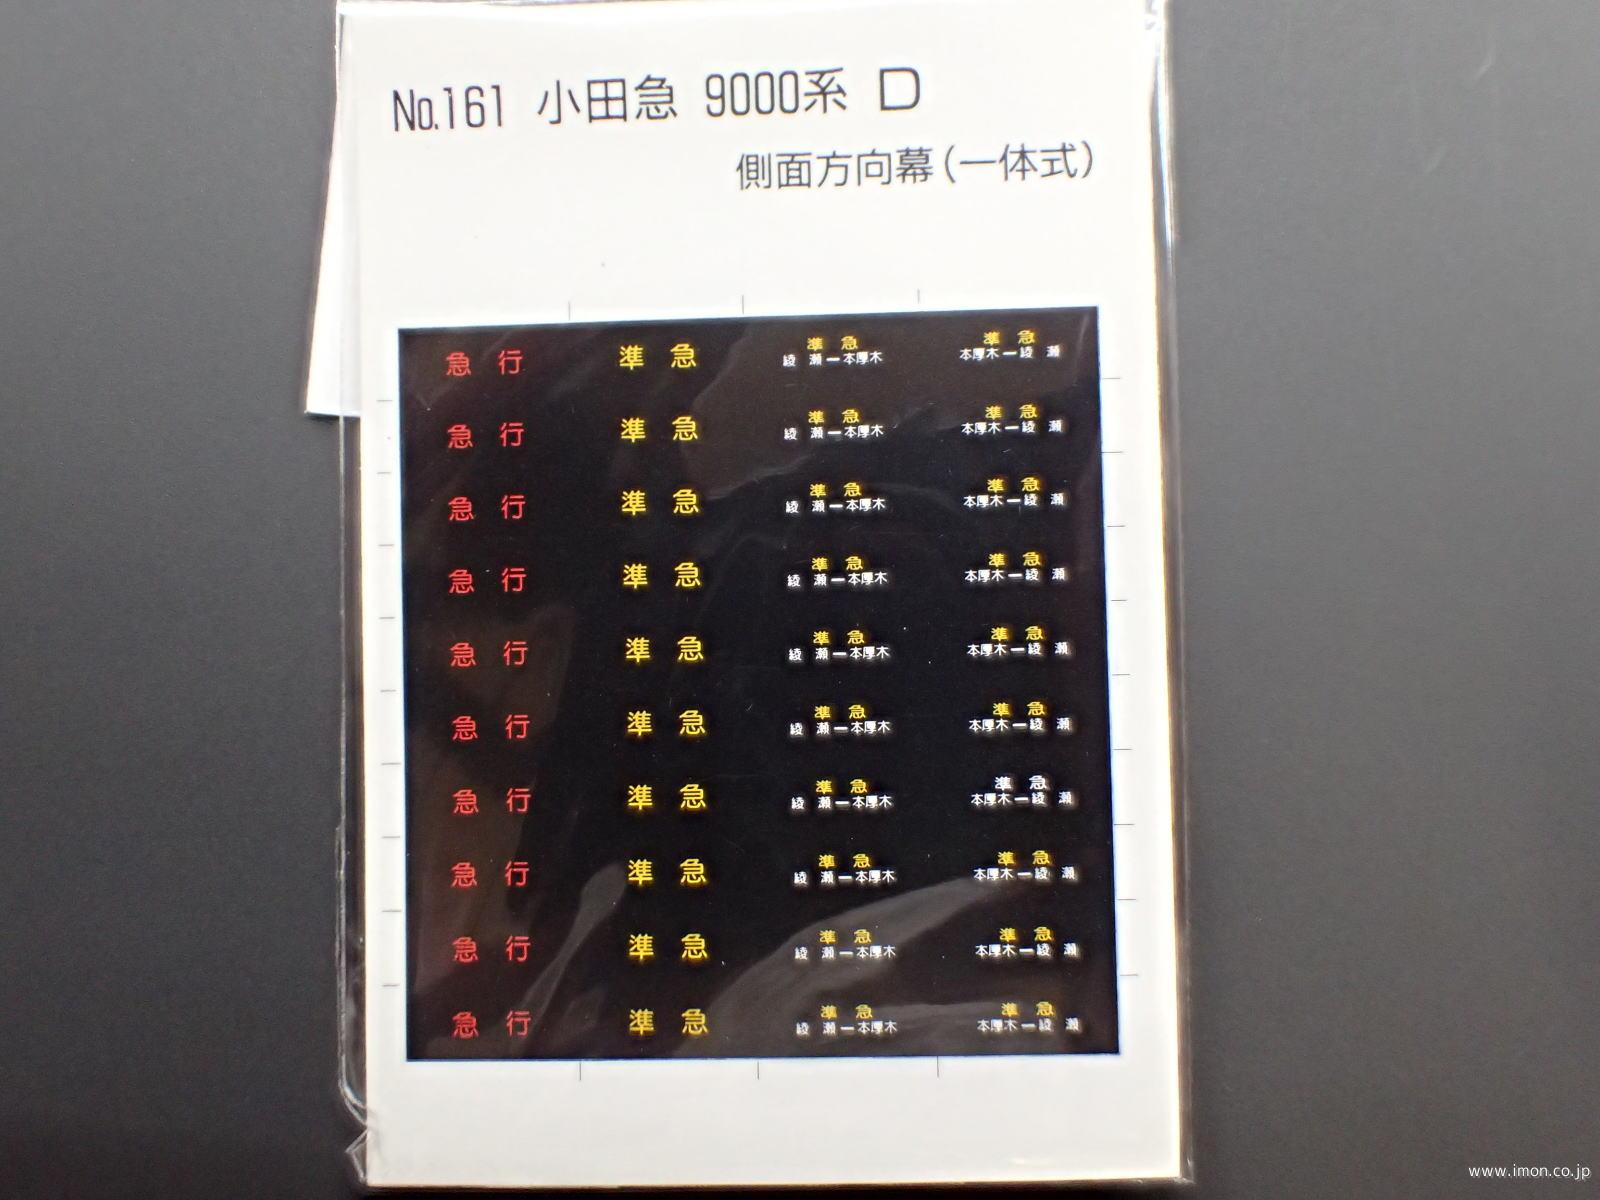 No.161 小田急 9000系 D
側面方向幕(一体式)
急 行 準 急 準 急 準 急
綾 瀬ー本厚木 本厚木ー綾 瀬
急 行 準 急 準 急 準 急
綾 瀬ー本厚木 本厚木ー綾 瀬
急 行 準 急 準 急 準 急
綾 瀬ー本厚木 本厚木ー綾 瀬
急 行 準 急 準 急 準 急
綾 瀬ー本厚木 本厚木ー綾 瀬
急 行 準 急 準 急 準 急
綾 瀬ー本厚木 本厚木ー綾 瀬
急 行 準 急 準 急 準 急
綾 瀬ー本厚木 本厚木ー綾 瀬
急 行 準 急 準 急 準 急
綾 瀬ー本厚木 本厚木ー綾 瀬
急 行 準 急 準 急 準 急
綾 瀬ー本厚木 本厚木ー綾 瀬
急 行 準 急 準 急 準 急
綾 瀬ー本厚木 本厚木ー綾 瀬
急 行 準 急 準 急 準 急
綾 瀬ー本厚木 本厚木ー綾 瀬
www.imon.co.jp